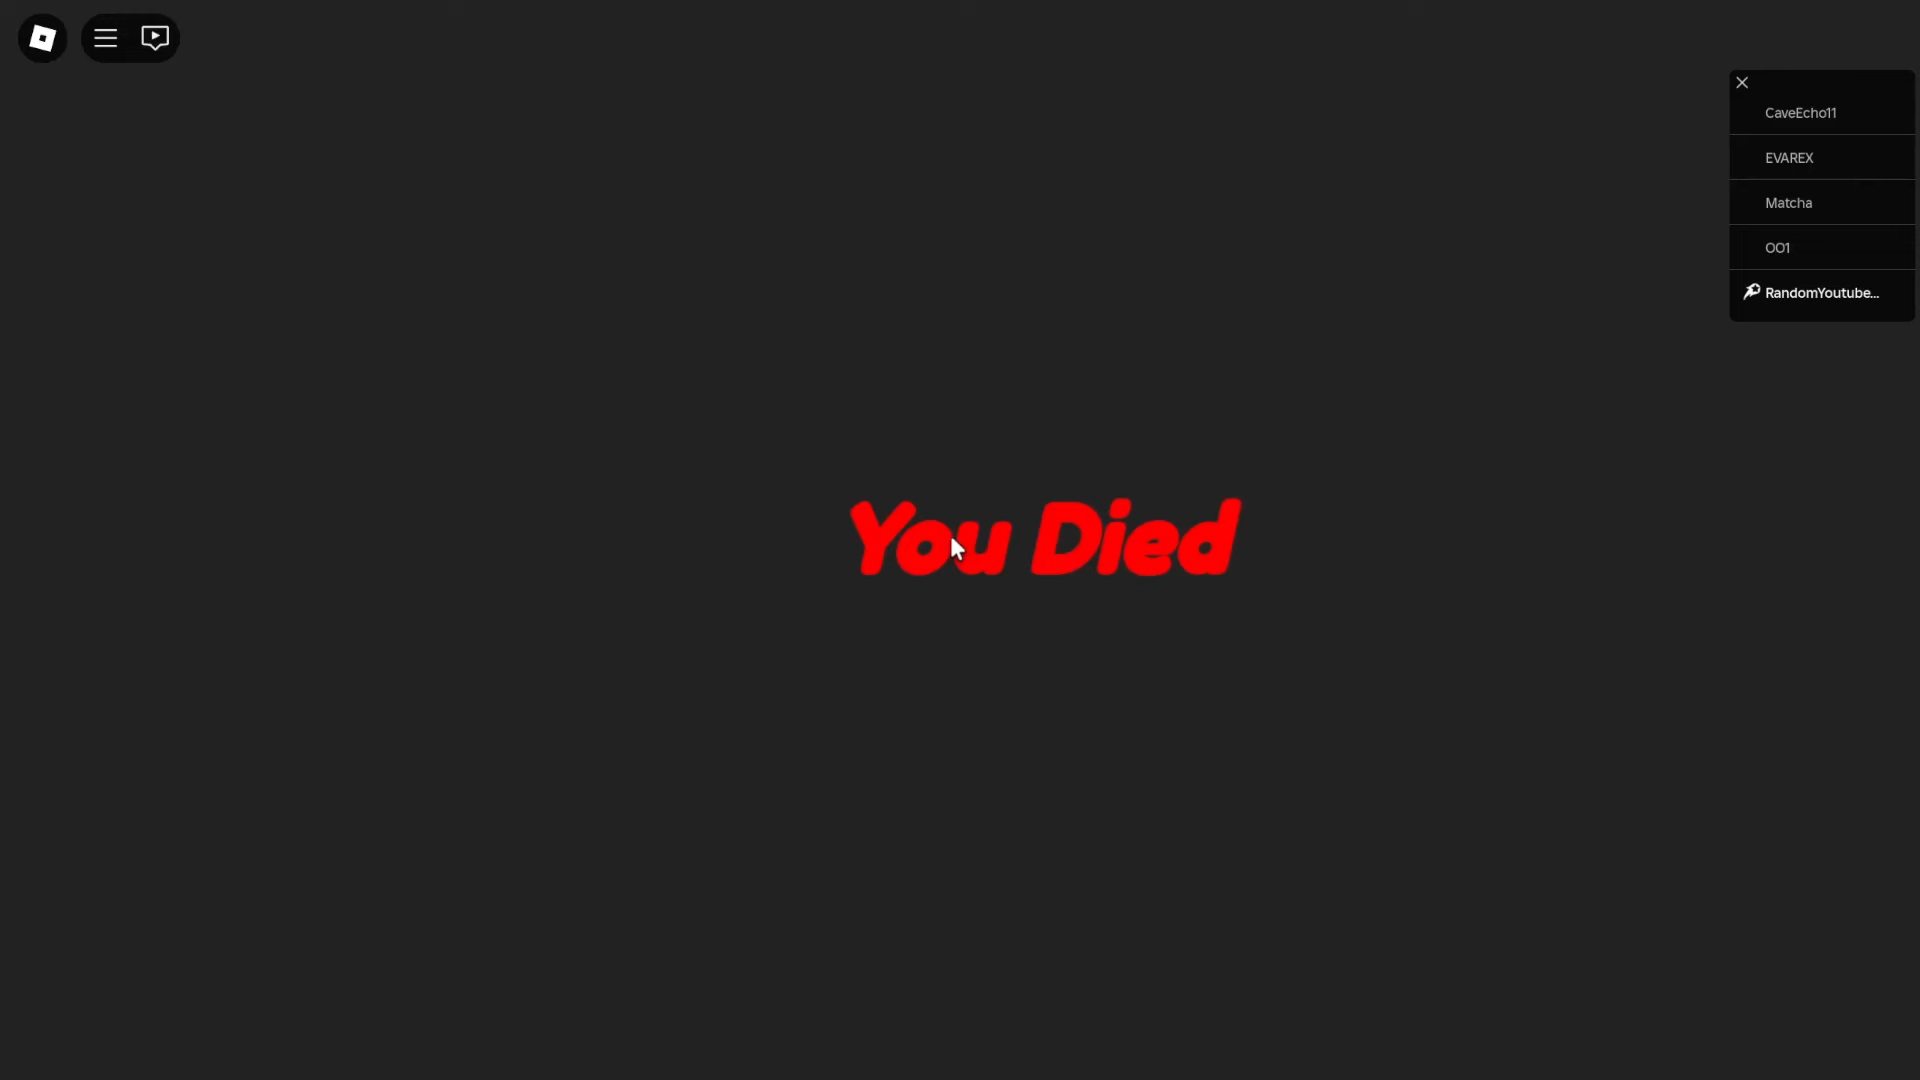 CaveEcho11
EVAREX
Matcha
OO1
RandomYoutube...
You Died